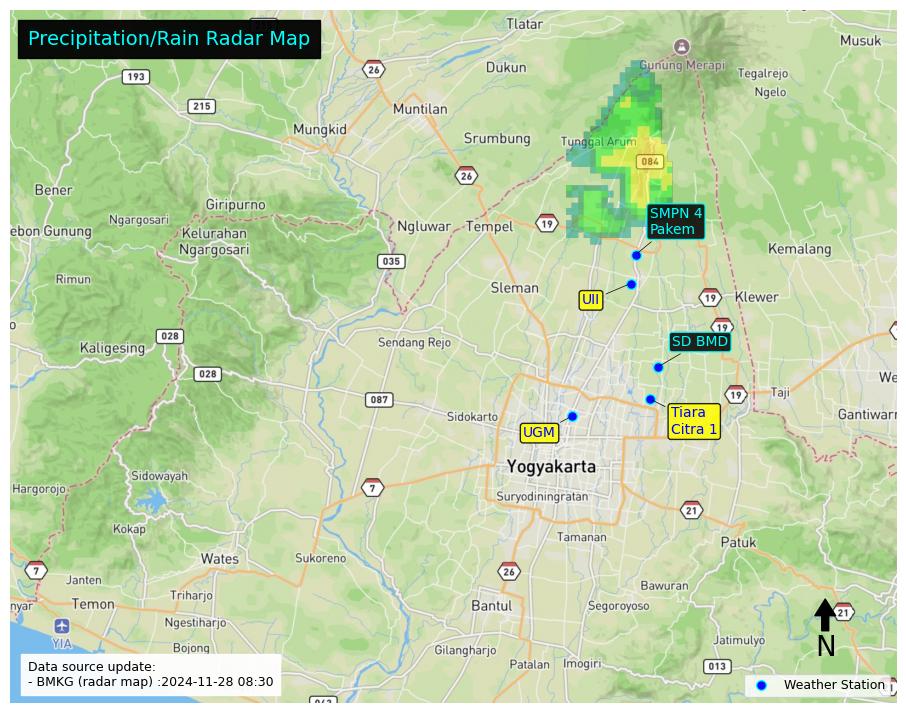 Precipitation/Rain Radar Map
Tlatar
Musuk
Gunung Merapi
193
26
Dukun
Tegalrejo
Ngelo
215
Muntilan
Mungkid
Srumbung
Tunggal Arum
084
26
Bener
Giripurno
SMPN 4
Pakem
Ngargosari
ebon Gunung
Kelurahan
Ngargosari
Ngluwar
Tempel
19
Kemalang
035
Rimun
Sleman
UII
19
Klewer
19
028
Kaligesing
Sendang Rejo
SD BMD
028
We
087
19
Taji
Sidokarto
Tiara
Citra 1
Gantiwarr
UGM
Yogyakarta
Sidowayah
Hargorojo
7
Suryodiningratan
21
Kokap
Tamanan
Patuk
Wates
Sukoreno
7
Janten
26
Bawuran
nyar
Temon
Triharjo
Bantul
Segoroyoso
21
Ngestiharjo
N
YIA
Bojong
Gilangharjo
Jatimulyo
Patalan
Imogiri
013
Data source update:
- BMKG (radar map) :2024-11-28 08:30
Weather Station